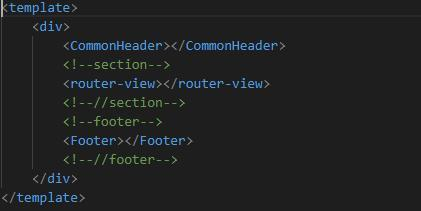 <template>
<div>
<CommonHeader></CommonHeader>
<!--section-->
<router-view></router-view>
<!--//section-->
<!--footer-->
<Footer></Footer>
<!--//footer-->
</div>
</template>